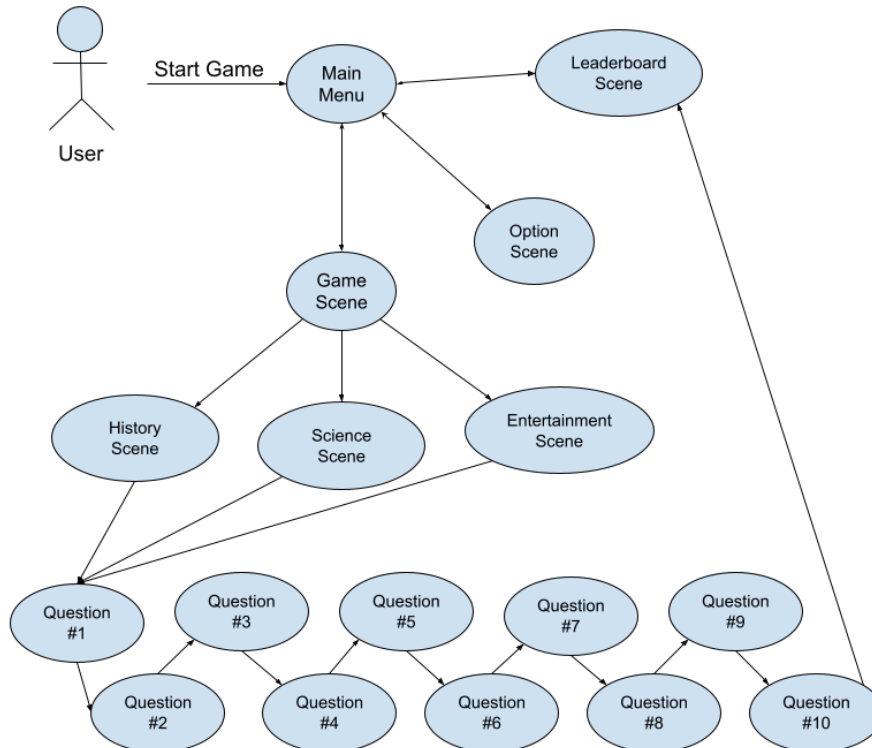 Start Game
Main
Menu
Leaderboard
Scene
User
Option
Scene
Game
Scene
History
Scene
Science
Scene
Entertainment
Scene
Question
#1
Question
#3
Question
#5
Question
#7
Question
#9
Question
#2
Question
#4
Question
#6
Question
#8
Question
#10